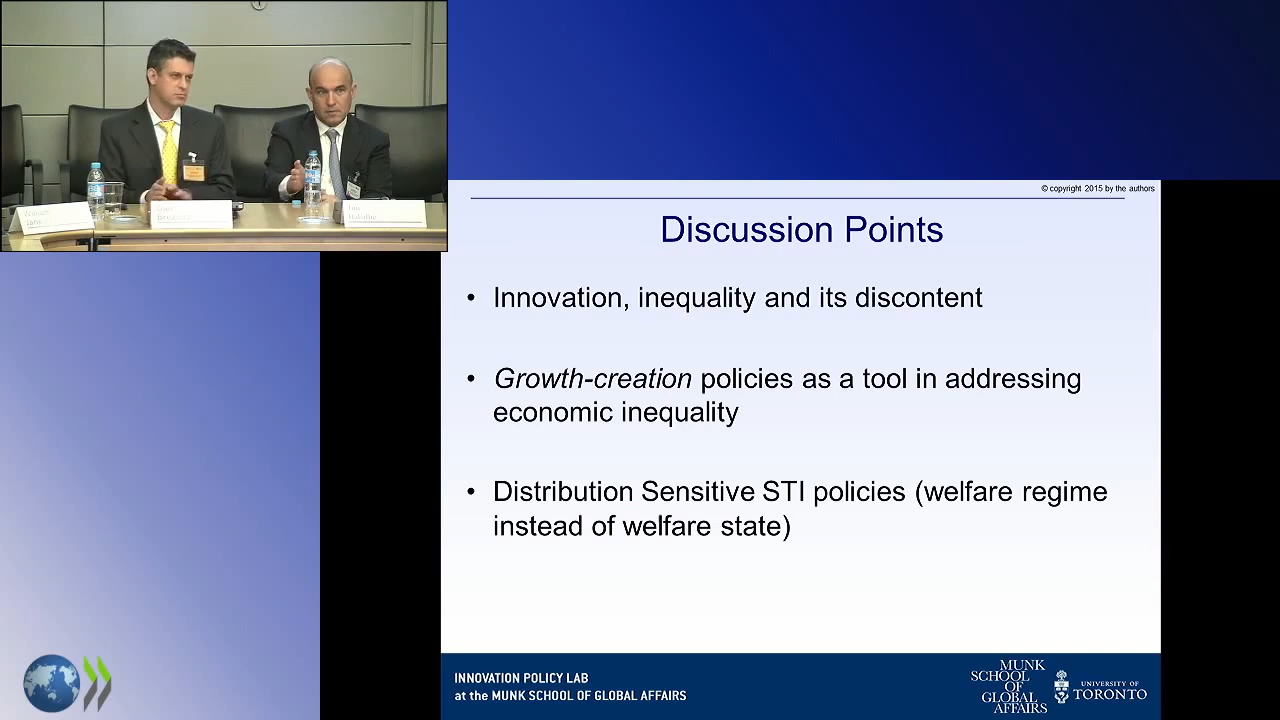 © copyright 2015 by the authors
Discussion Points
• Innovation, inequality and its discontent
• Growth-creation policies as a tool in addressing
economic inequality
• Distribution Sensitive STI policies (welfare regime
instead of welfare state)
INNOVATION POLICY LAB
at the MUNK SCHOOL OF GLOBAL AFFAIRS
MUNK
SCHOOL
OF
GLOBAL
AFFAIRS
UNIVERSITY OF
TORONTO